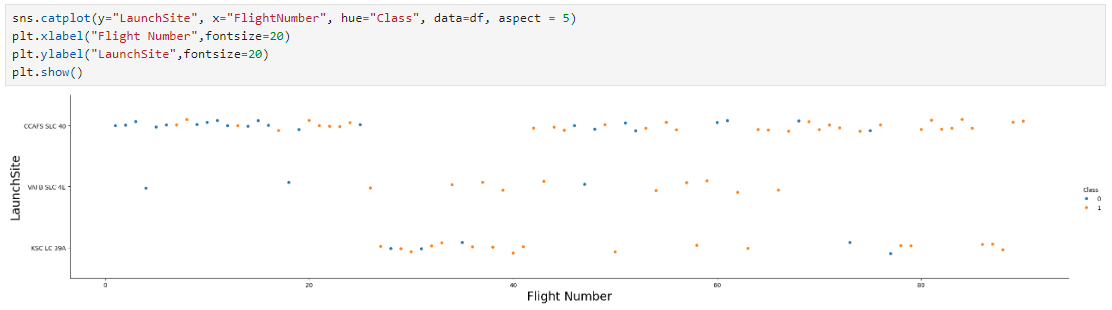 sns.catplot(y="LaunchSite", x="FlightNumber", hue="Class", data=df, aspect = 5)
plt.xlabel("Flight Number",fontsize=20)
plt.ylabel("LaunchSite",fontsize=20)
plt.show()
CCAFS SLC 40
VAFB SLC 4E
KSC LC 39A
LaunchSite
Class
0
1
0
20
40
60
80
Flight Number